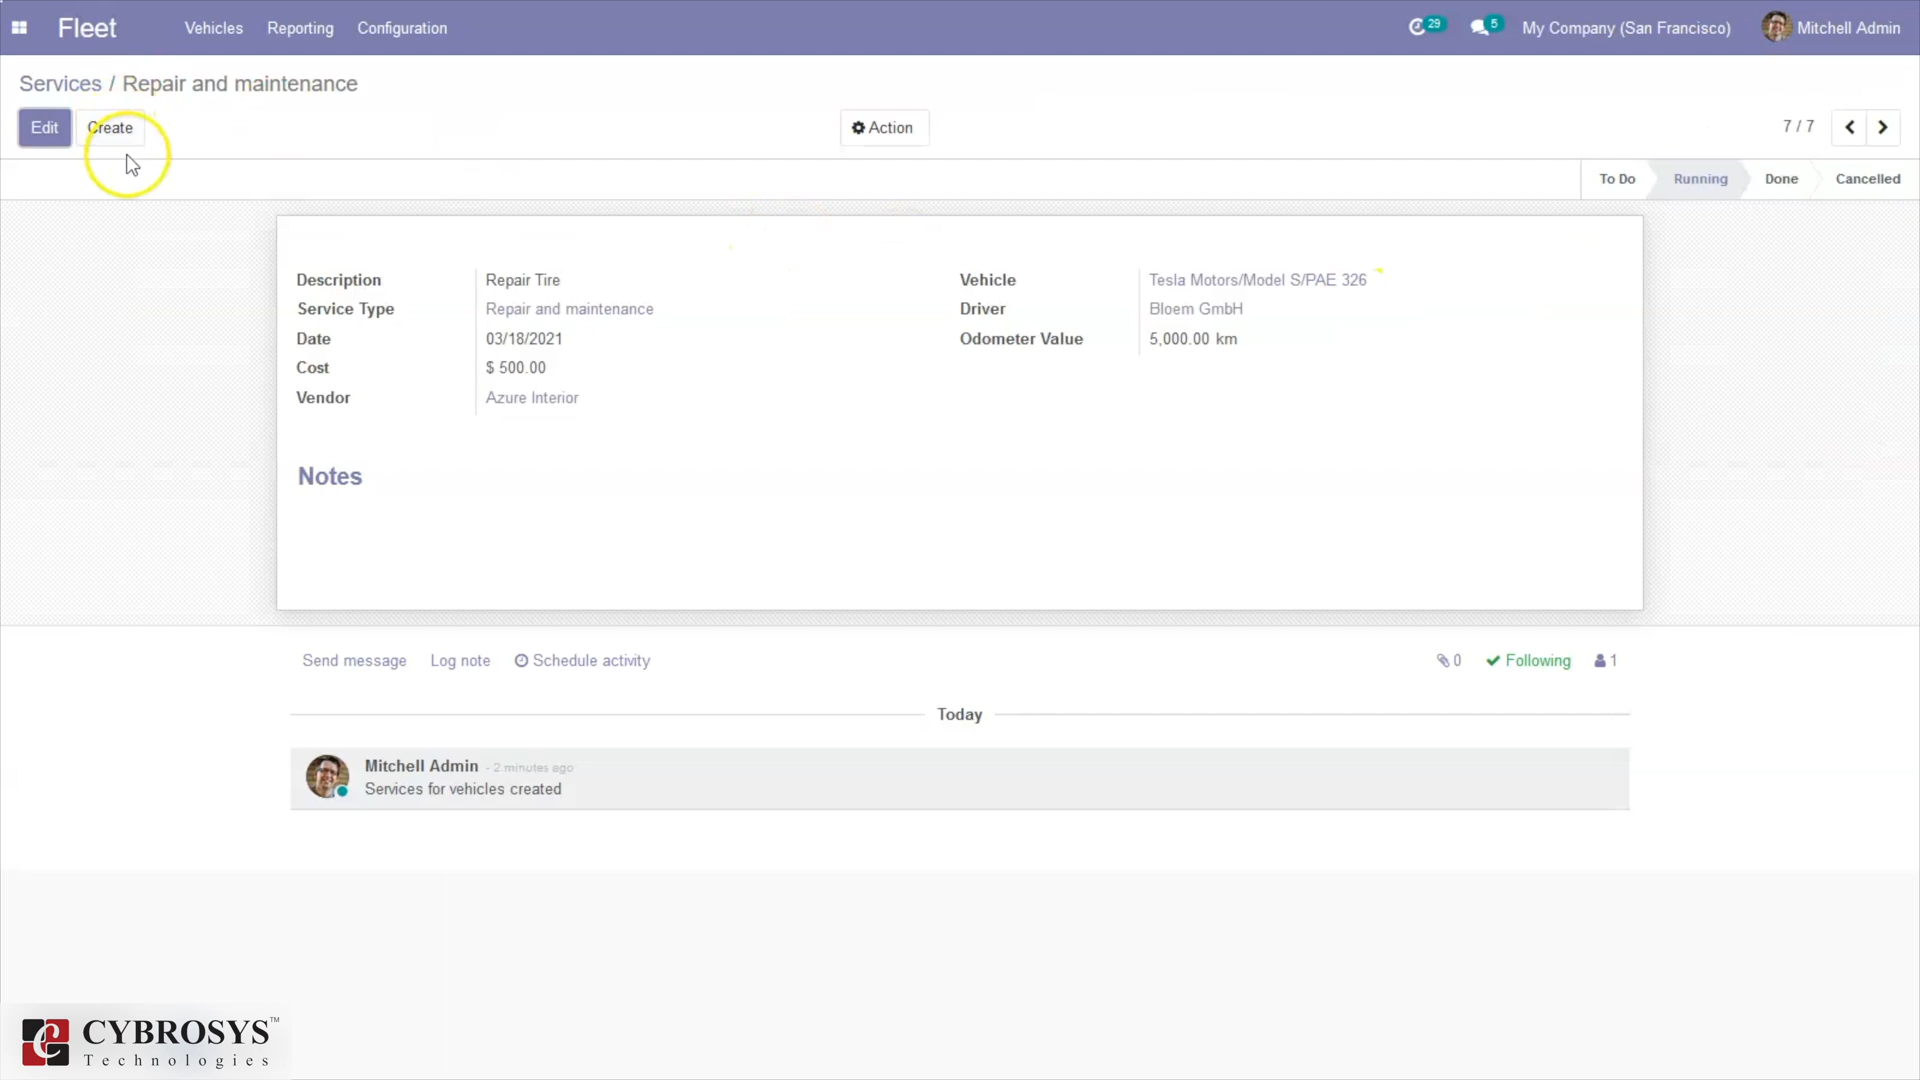 Fleet Vehicles Reporting Configuration 29 5 My Company (San Francisco) Mitchell Admin
Services / Repair and maintenance
Edit Create Action 7 / 7
To Do Running Done Cancelled
Description Repair Tire Vehicle Tesla Motors/Model S/PAE 326
Service Type Repair and maintenance Driver Bloem GmbH
Date 03/18/2021 Odometer Value 5,000.00 km
Cost $ 500.00
Vendor Azure Interior
Notes
Send message Log note Schedule activity 0 Following 1
Today
Mitchell Admin - 2 minutes ago
Services for vehicles created
CYBROSYS™
Technologies